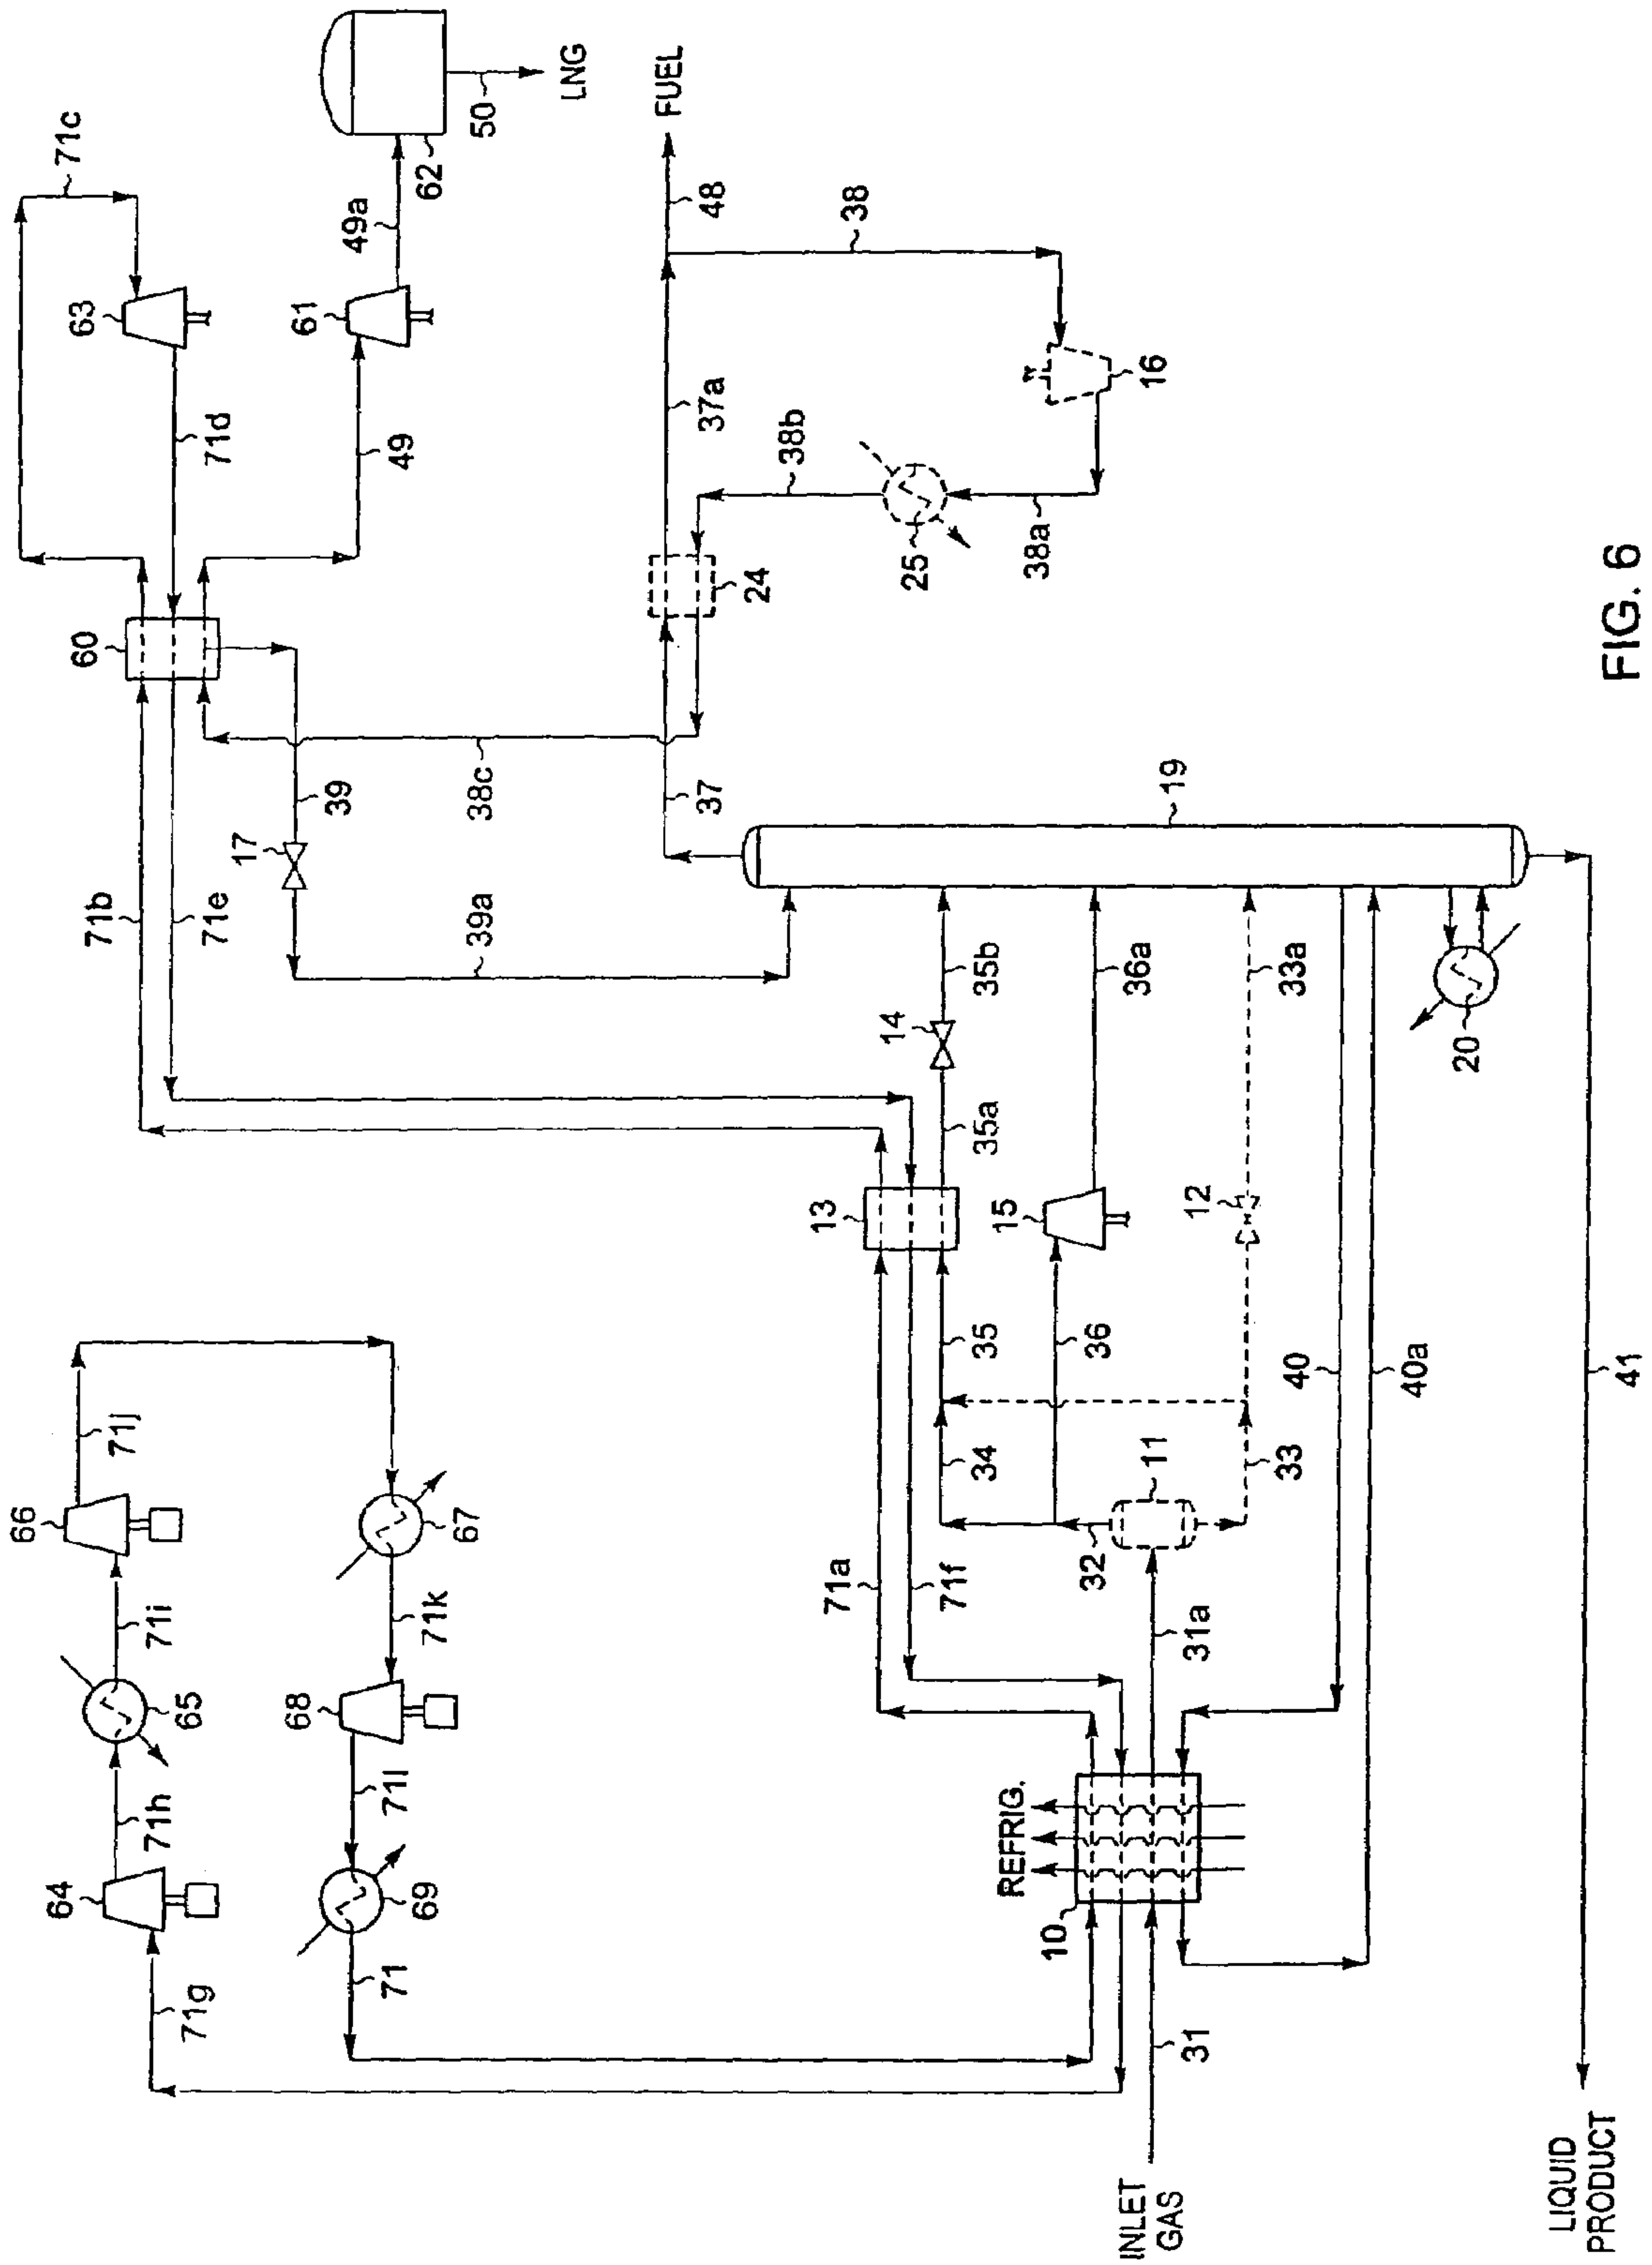 71c
63
71d
60
61
49a
49
62
50
LNG
71b
71e
39
17
39a
38c
FUEL
48
37a
38
38b
24
25
38a
16
37
19
66
71j
71i
65
71h
64
71g
67
71k
68
71l
69
71
13
14
35a
35b
35
34
15
36
36a
12
33a
33
11
32
71a
71f
31a
40
40a
20
41
REFRIG.
10
31
INLET
GAS
LIQUID
PRODUCT
FIG. 6